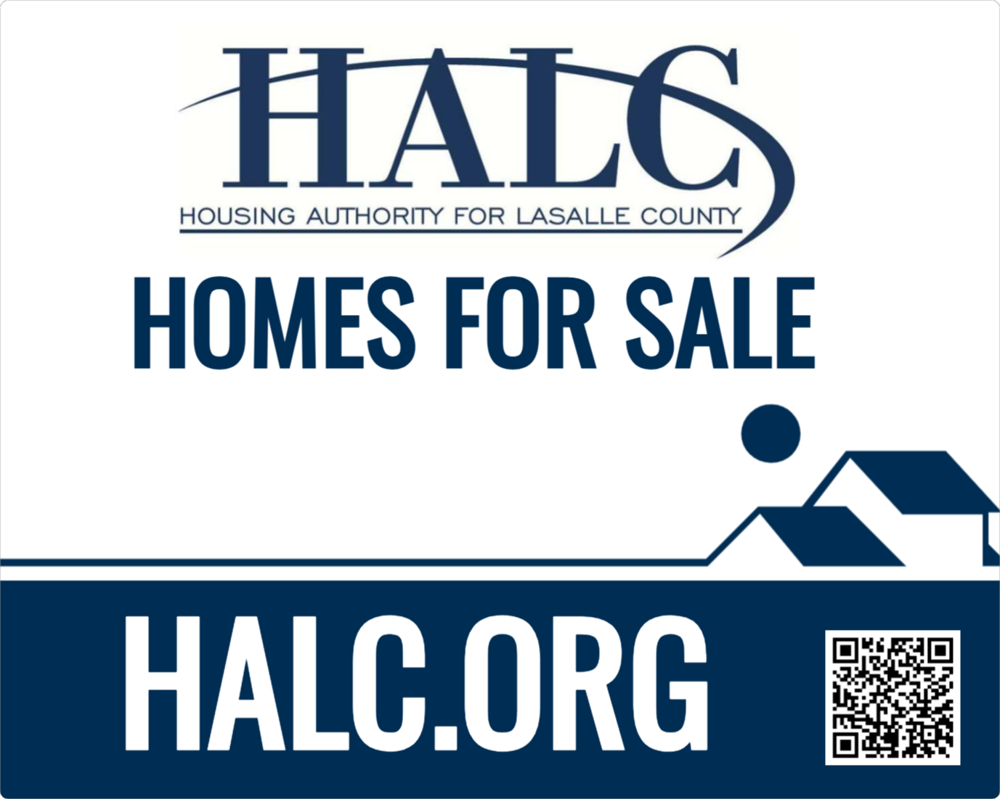 HALC
HOUSING AUTHORITY FOR LASALLE COUNTY
HOMES FOR SALE
HALC.ORG